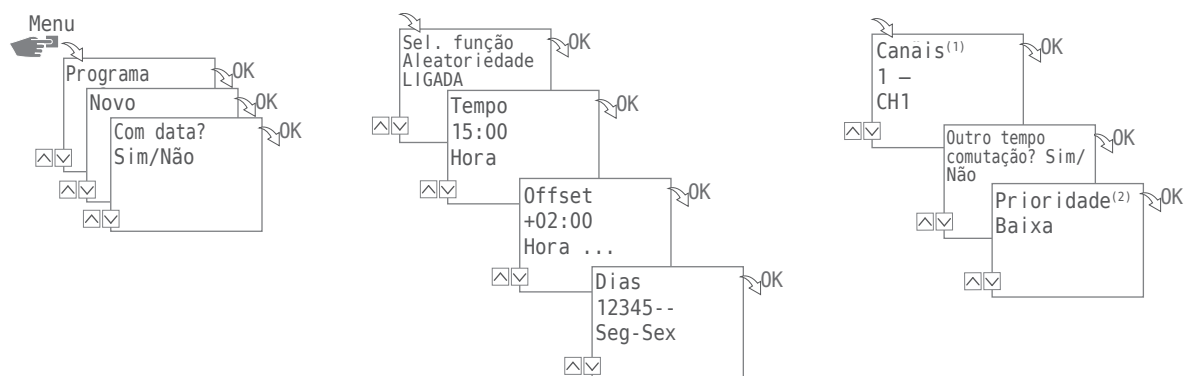 Menu
Programa
OK
Novo
OK
Com data?
Sim/Não
OK
Sel. função
Aleatoriedade
LIGADA
OK
Tempo
15:00
Hora
OK
Offset
+02:00
Hora ...
OK
Dias
12345--
Seg-Sex
OK
Canais(1)
1 –
CH1
OK
Outro tempo
comutação? Sim/
Não
OK
Prioridade(2)
Baixa
OK